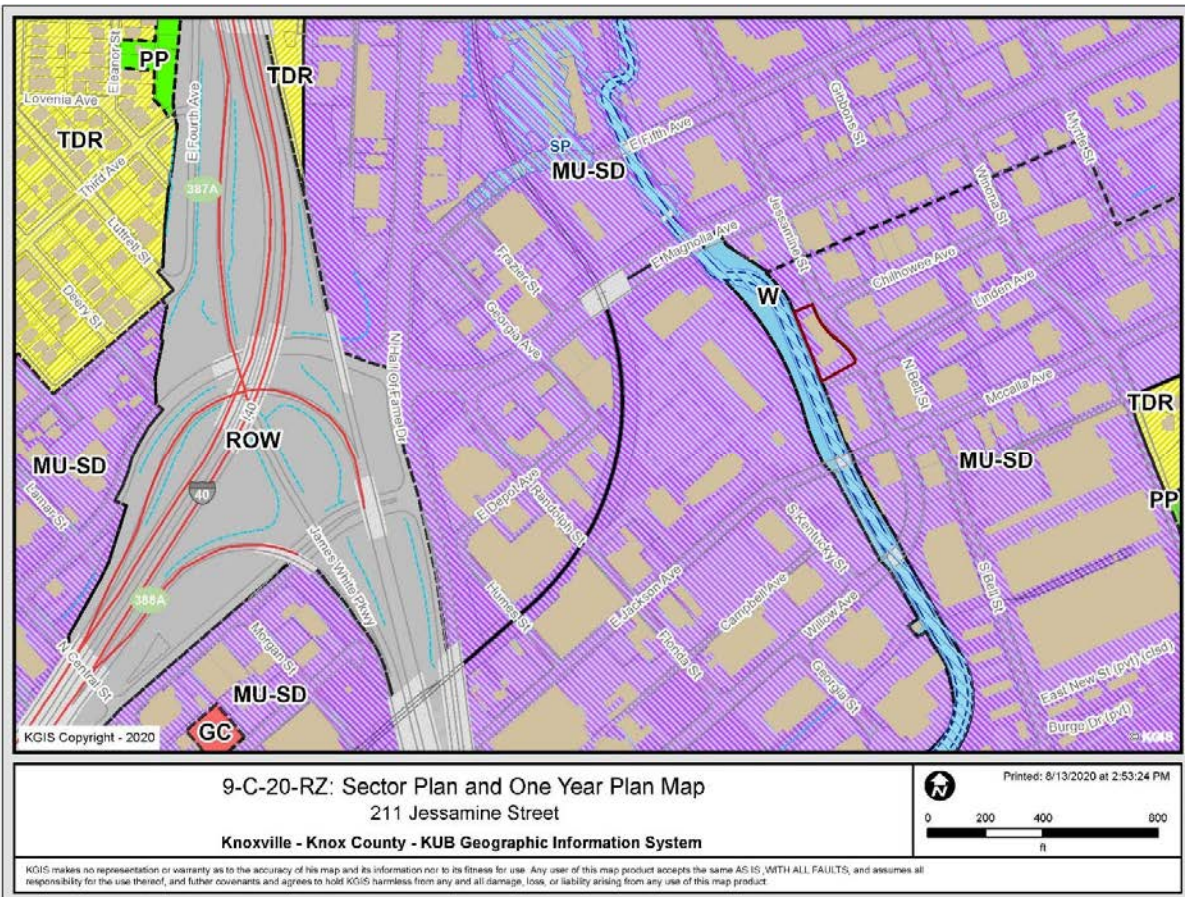 PP
Eleanor St
E Fourth Ave
TDR
Lovenia Ave
TDR
Third Ave
387A
Luttrell St
Deery St
SP
MU-SD
E Fifth Ave
Gibbons St
Myrtle St
Winona St
Jessamine St
E Magnolia Ave
Frazier St
Georgia Ave
W
Chilhowee Ave
Linden Ave
N Hall Of Fame Dr
N Bell St
Mccalla Ave
TDR
I-40
ROW
40
MU-SD
Lamar St
MU-SD
PP
E Depot Ave
Randolph St
S Kentucky St
James White Pkwy
388A
Humes St
E Jackson Ave
Campbell Ave
Willow Ave
S Bell St
Florida St
Georgia St
Morgan St
N Central St
MU-SD
GC
East New St (pvt) (clsd)
Burge Dr (pvt)
KGIS Copyright - 2020
© KGIS
9-C-20-RZ: Sector Plan and One Year Plan Map
211 Jessamine Street
Knoxville - Knox County - KUB Geographic Information System
N
Printed: 8/13/2020 at 2:53:24 PM
0 200 400 800
ft
KGIS makes no representation or warranty as to the accuracy of his map and its information nor to its fitness for use. Any user of this map product accepts the same AS IS ,WITH ALL FAULTS, and assumes all
responsibility for the use thereof, and futher covenants and agrees to hold KGIS harmless from any and all damage, loss, or liability arising from any use of this map product.